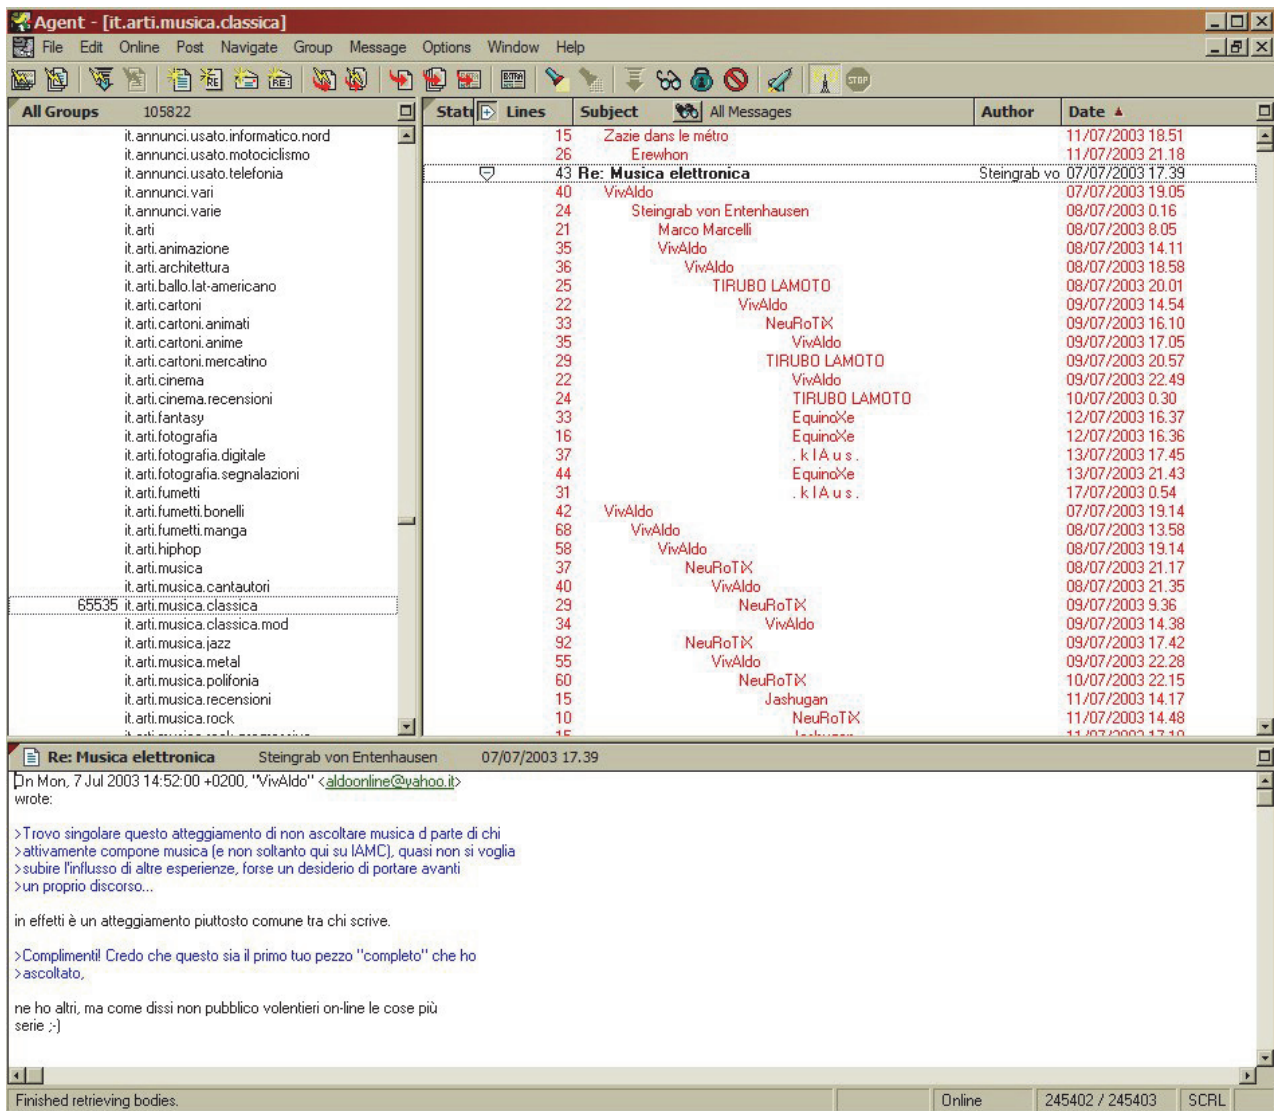 Agent - [it.arti.musica.classica]
File Edit Online Post Navigate Group Message Options Window Help
All Groups 105822
it.annunci.usato.informatico.nord
it.annunci.usato.motociclismo
it.annunci.usato.telefonia
it.annunci.vari
it.annunci.varie
it.arti
it.arti.animazione
it.arti.architettura
it.arti.ballo.lat-americano
it.arti.cartoni
it.arti.cartoni.animati
it.arti.cartoni.anime
it.arti.cartoni.mercatino
it.arti.cinema
it.arti.cinema.recensioni
it.arti.fantasy
it.arti.fotografia
it.arti.fotografia.digitale
it.arti.fotografia.segnalazioni
it.arti.fumetti
it.arti.fumetti.bonelli
it.arti.fumetti.manga
it.arti.hiphop
it.arti.musica
it.arti.musica.cantautori
65535 it.arti.musica.classica
it.arti.musica.classica.mod
it.arti.musica.jazz
it.arti.musica.metal
it.arti.musica.polifonia
it.arti.musica.recensioni
it.arti.musica.rock
Statu Lines Subject All Messages Author Date
15 Zazie dans le métro 11/07/2003 18.51
26 Erewhon 11/07/2003 21.18
43 Re: Musica elettronica Steingrab vo 07/07/2003 17.39
40 VivAldo 07/07/2003 19.05
24 Steingrab von Entenhausen 08/07/2003 0.16
21 Marco Marcelli 08/07/2003 8.05
35 VivAldo 08/07/2003 14.11
36 VivAldo 08/07/2003 18.58
25 TIRUBO LAMOTO 08/07/2003 20.01
22 VivAldo 09/07/2003 14.54
33 NeuRoTiX 09/07/2003 16.10
35 VivAldo 09/07/2003 17.05
29 TIRUBO LAMOTO 09/07/2003 20.57
22 VivAldo 09/07/2003 22.49
24 TIRUBO LAMOTO 10/07/2003 0.30
33 EquinoXe 12/07/2003 16.37
16 EquinoXe 12/07/2003 16.36
37 . k l A u s . 13/07/2003 17.45
44 EquinoXe 13/07/2003 21.43
31 . k l A u s . 17/07/2003 0.54
42 VivAldo 07/07/2003 19.14
68 VivAldo 08/07/2003 13.58
58 VivAldo 08/07/2003 19.14
37 NeuRoTiX 08/07/2003 21.17
40 VivAldo 08/07/2003 21.35
29 NeuRoTiX 09/07/2003 9.36
34 VivAldo 09/07/2003 14.38
92 NeuRoTiX 09/07/2003 17.42
55 VivAldo 09/07/2003 22.28
60 NeuRoTiX 10/07/2003 22.15
15 Jashugan 11/07/2003 14.17
10 NeuRoTiX 11/07/2003 14.48
Re: Musica elettronica Steingrab von Entenhausen 07/07/2003 17.39
On Mon, 7 Jul 2003 14:52:00 +0200, "VivAldo" <aldoonline@yahoo.it>
wrote:
>Trovo singolare questo atteggiamento di non ascoltare musica d parte di chi
>attivamente compone musica (e non soltanto qui su IAMC), quasi non si voglia
>subire l'influsso di altre esperienze, forse un desiderio di portare avanti
>un proprio discorso...
in effetti è un atteggiamento piuttosto comune tra chi scrive.
>Complimenti! Credo che questo sia il primo tuo pezzo "completo" che ho
>ascoltato,
ne ho altri, ma come dissi non pubblico volentieri on-line le cose più
serie ;-)
Finished retrieving bodies. Online 245402 / 245403 SCRL